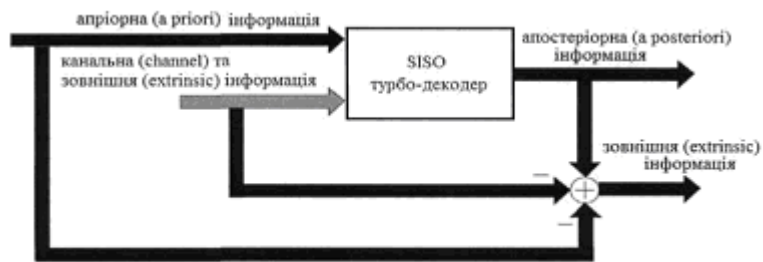 апріорна (a priori) інформація
канальна (channel) та
зовнішня (extrinsic) інформація
SISO
турбо-декодер
апостеріорна (a posteriori)
інформація
зовнішня (extrinsic)
інформація
−
+
−